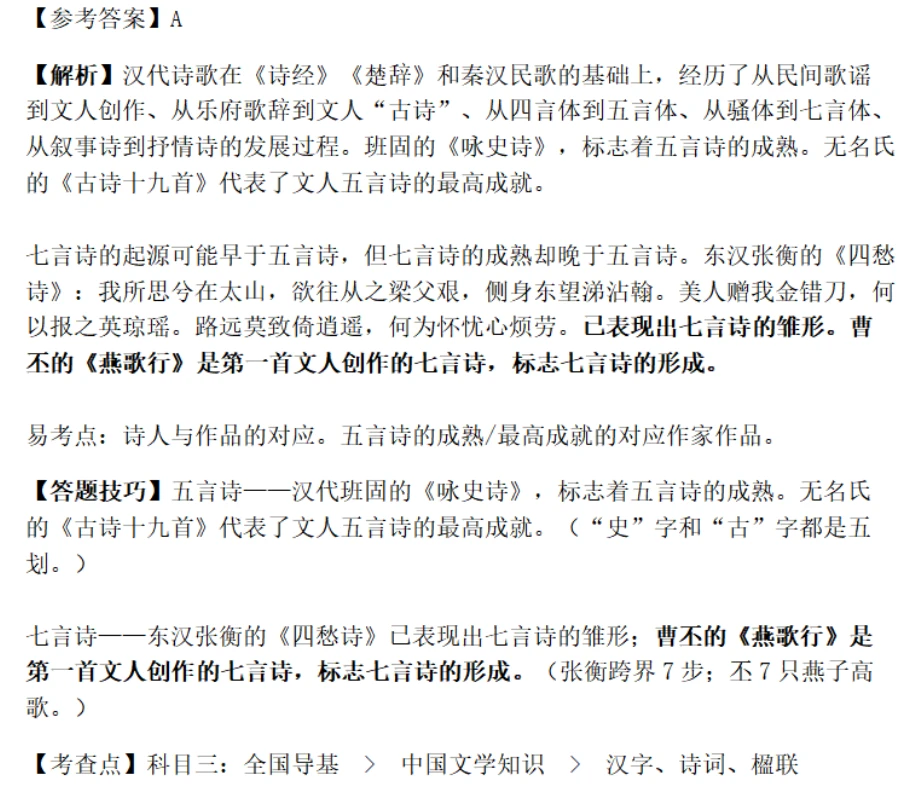 【参考答案】A
【解析】汉代诗歌在《诗经》《楚辞》和秦汉民歌的基础上，经历了从民间歌谣
到文人创作、从乐府歌辞到文人“古诗”、从四言体到五言体、从骚体到七言体、
从叙事诗到抒情诗的发展过程。班固的《咏史诗》，标志着五言诗的成熟。无名氏
的《古诗十九首》代表了文人五言诗的最高成就。
七言诗的起源可能早于五言诗，但七言诗的成熟却晚于五言诗。东汉张衡的《四愁
诗》：我所思兮在太山，欲往从之梁父艰，侧身东望涕沾翰。美人赠我金错刀，何
以报之英琼瑶。路远莫致倚逍遥，何为怀忧心烦劳。已表现出七言诗的雏形。曹
丕的《燕歌行》是第一首文人创作的七言诗，标志七言诗的形成。
易考点：诗人与作品的对应。五言诗的成熟/最高成就的对应作家作品。
【答题技巧】五言诗——汉代班固的《咏史诗》，标志着五言诗的成熟。无名氏
的《古诗十九首》代表了文人五言诗的最高成就。（“史”字和“古”字都是五
划。）
七言诗——东汉张衡的《四愁诗》已表现出七言诗的雏形；曹丕的《燕歌行》是
第一首文人创作的七言诗，标志七言诗的形成。（张衡跨界7步；丕7只燕子高
歌。）
【考查点】科目三：全国导基 > 中国文学知识 > 汉字、诗词、楹联